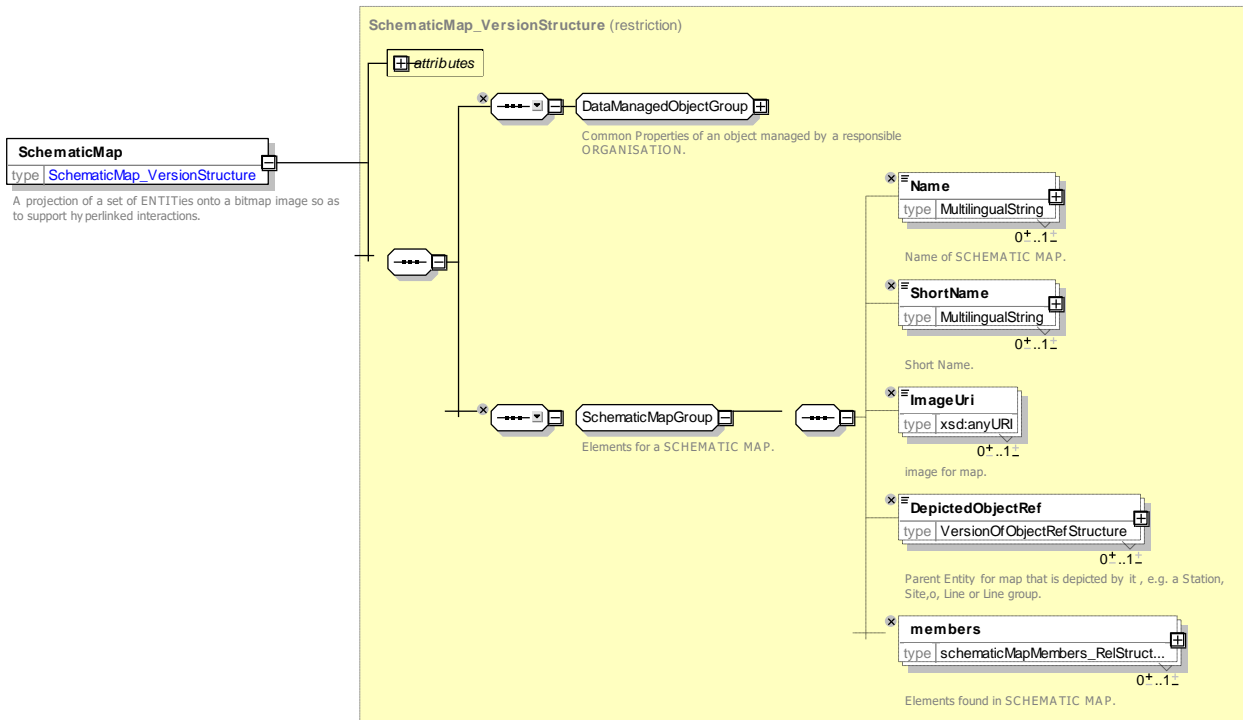 SchematicMap_VersionStructure (restriction)
attributes
DataManagedObjectGroup
Common Properties of an object managed by a responsible
ORGANISATION.
SchematicMap
type SchematicMap_VersionStructure
A projection of a set of ENTITies onto a bitmap image so as
to support hyperlinked interactions.
Name
type MultilingualString
0..1
Name of SCHEMATIC MAP.
ShortName
type MultilingualString
0..1
Short Name.
SchematicMapGroup
Elements for a SCHEMATIC MAP.
ImageUri
type xsd:anyURI
0..1
image for map.
DepictedObjectRef
type VersionOfObjectRefStructure
0..1
Parent Entity for map that is depicted by it , e.g. a Station,
Site,o, Line or Line group.
members
type schematicMapMembers_RelStruct...
0..1
Elements found in SCHEMATIC MAP.